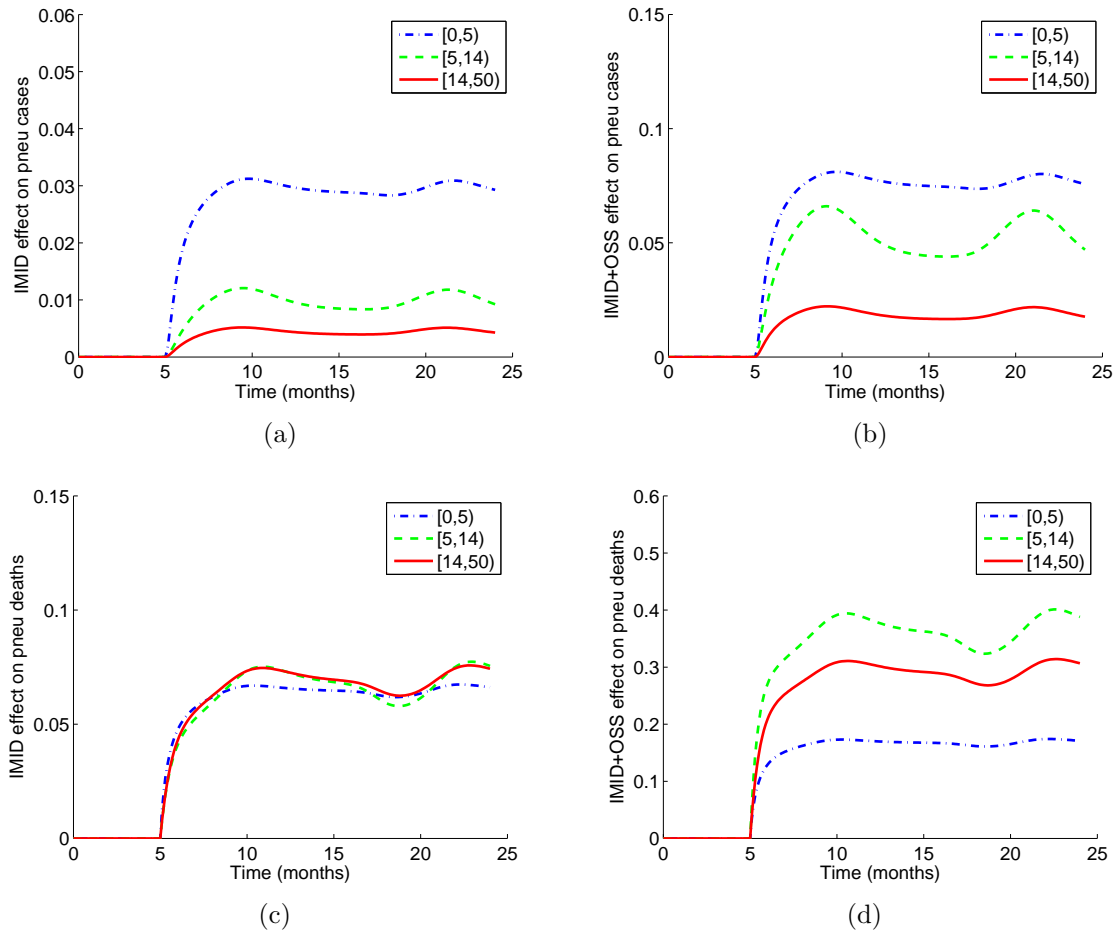 0.06
0.05
0.04
0.03
0.02
0.01
0
IMID effect on pneu cases
[0,5)
[5,14)
[14,50)
0 5 10 15 20 25
Time (months)
(a)
0.15
0.1
0.05
0
IMID+OSS effect on pneu cases
[0,5)
[5,14)
[14,50)
0 5 10 15 20 25
Time (months)
(b)
0.15
0.1
0.05
0
IMID effect on pneu deaths
[0,5)
[5,14)
[14,50)
0 5 10 15 20 25
Time (months)
(c)
0.6
0.5
0.4
0.3
0.2
0.1
0
IMID+OSS effect on pneu deaths
[0,5)
[5,14)
[14,50)
0 5 10 15 20 25
Time (months)
(d)